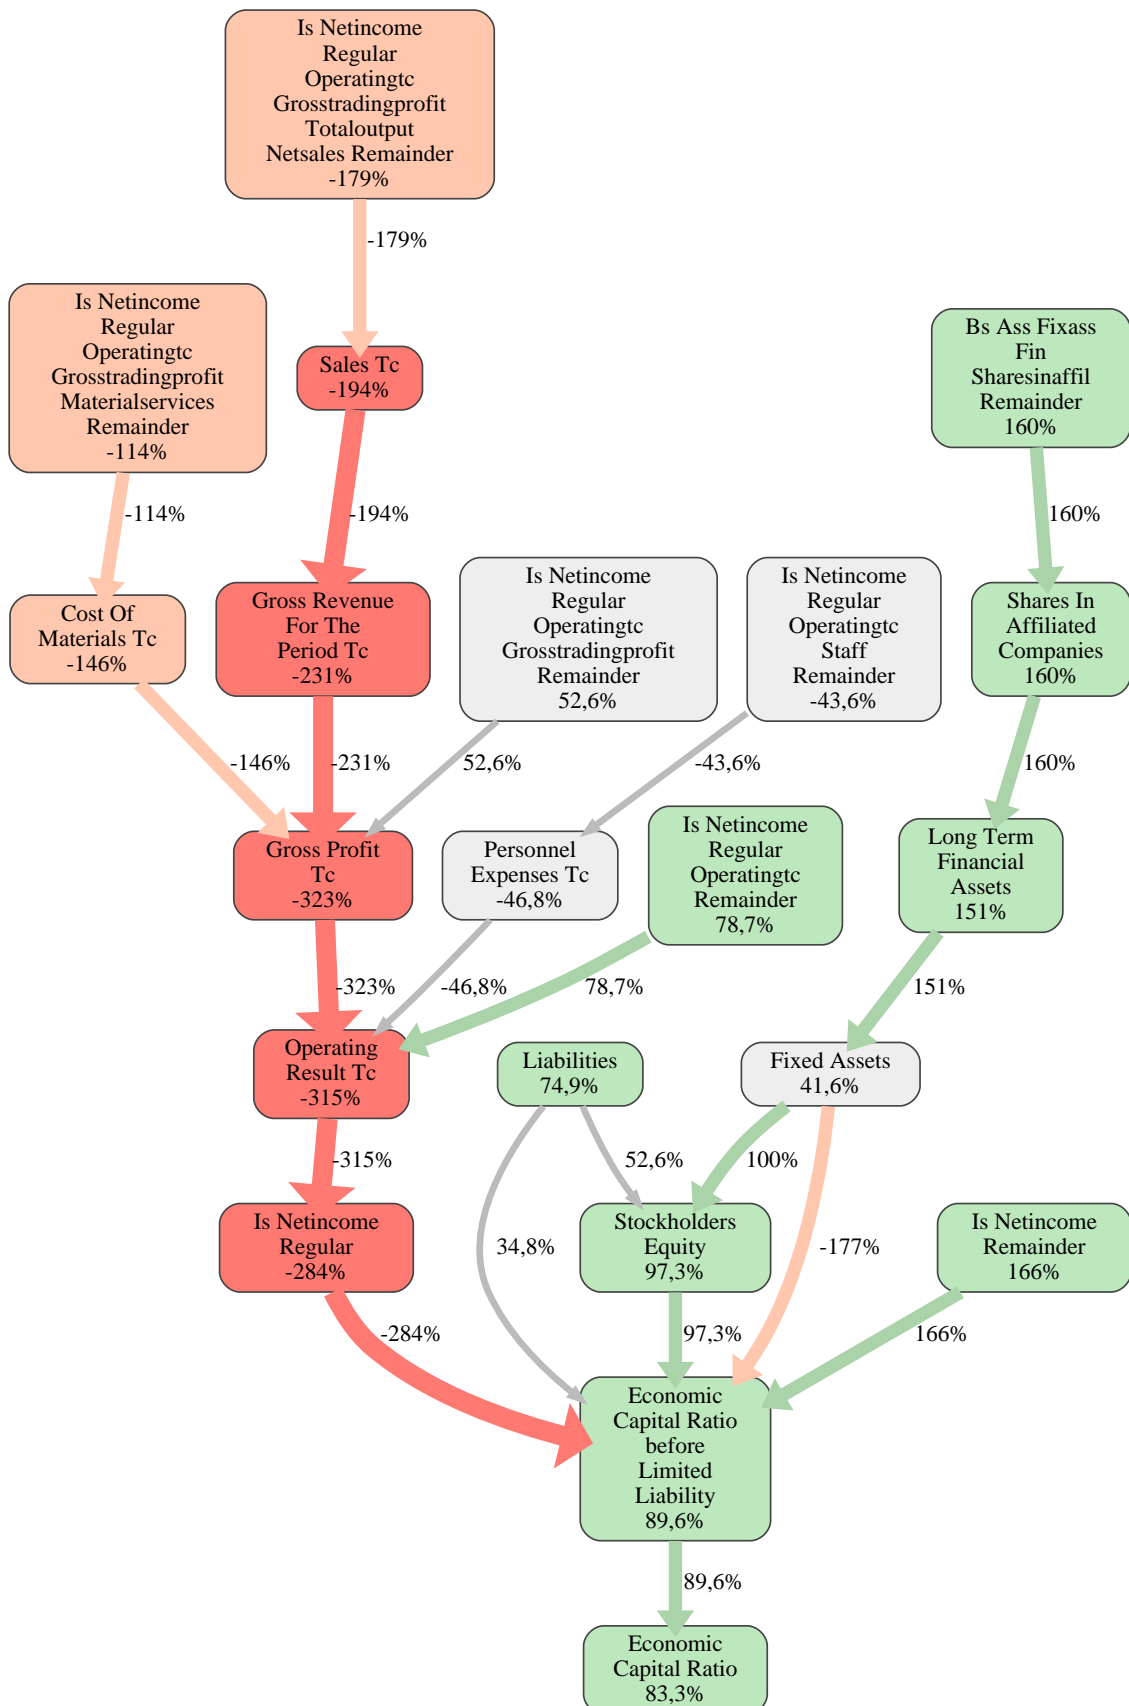 Is Netincome
Regular
Operatingtc
Grosstradingprofit
Totaloutput
Netsales Remainder
-179%
-179%
Is Netincome
Regular
Operatingtc
Grosstradingprofit
Materialservices
Remainder
-114%
Sales Tc
-194%
Bs Ass Fixass
Fin
Sharesinaffil
Remainder
160%
-114%
-194%
160%
Cost Of
Materials Tc
-146%
Gross Revenue
For The
Period Tc
-231%
Is Netincome
Regular
Operatingtc
Grosstradingprofit
Remainder
52,6%
Is Netincome
Regular
Operatingtc
Staff
Remainder
-43,6%
Shares In
Affiliated
Companies
160%
-146%
-231%
52,6%
-43,6%
160%
Gross Profit
Tc
-323%
Personnel
Expenses Tc
-46,8%
Is Netincome
Regular
Operatingtc
Remainder
78,7%
Long Term
Financial
Assets
151%
-323%
-46,8%
78,7%
151%
Operating
Result Tc
-315%
Liabilities
74,9%
Fixed Assets
41,6%
-315%
52,6%
100%
Is Netincome
Regular
-284%
34,8%
Stockholders
Equity
97,3%
-177%
Is Netincome
Remainder
166%
-284%
97,3%
166%
Economic
Capital Ratio
before
Limited
Liability
89,6%
89,6%
Economic
Capital Ratio
83,3%